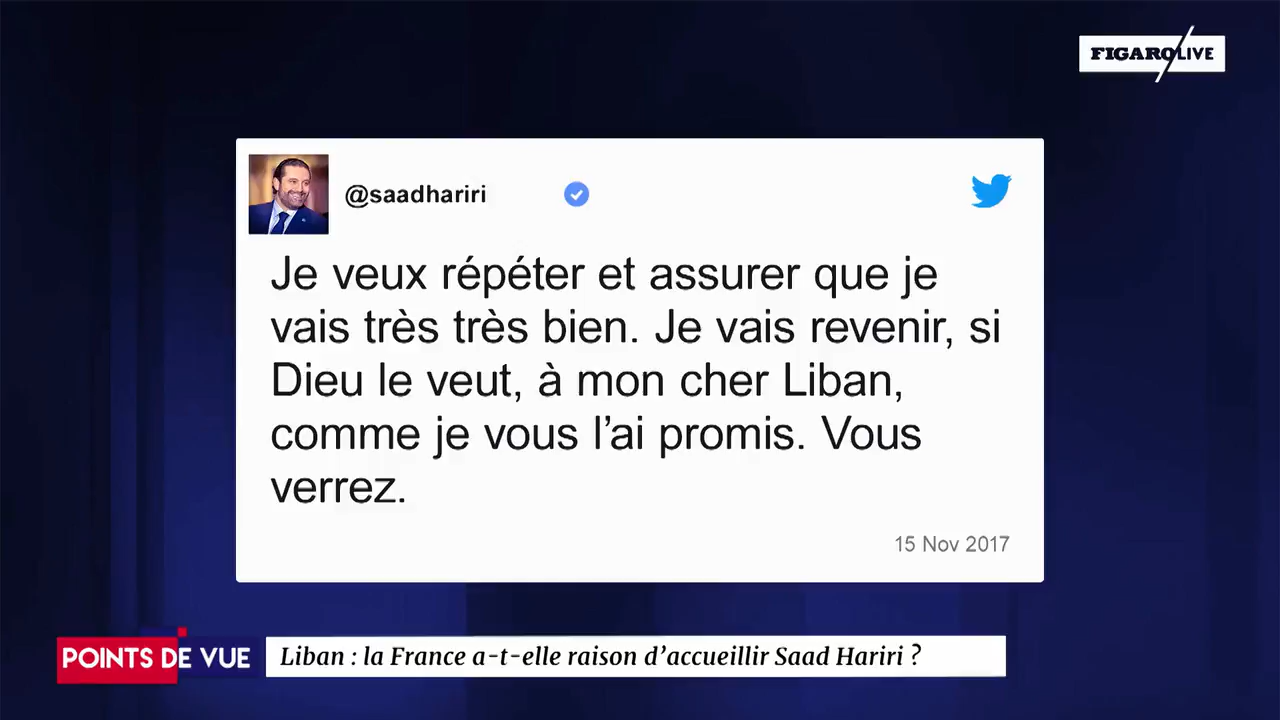 FIGAROLIVE
@saadhariri
Je veux répéter et assurer que je
vais très très bien. Je vais revenir, si
Dieu le veut, à mon cher Liban,
comme je vous l’ai promis. Vous
verrez.
15 Nov 2017
POINTS DE VUE
Liban : la France a-t-elle raison d’accueillir Saad Hariri ?